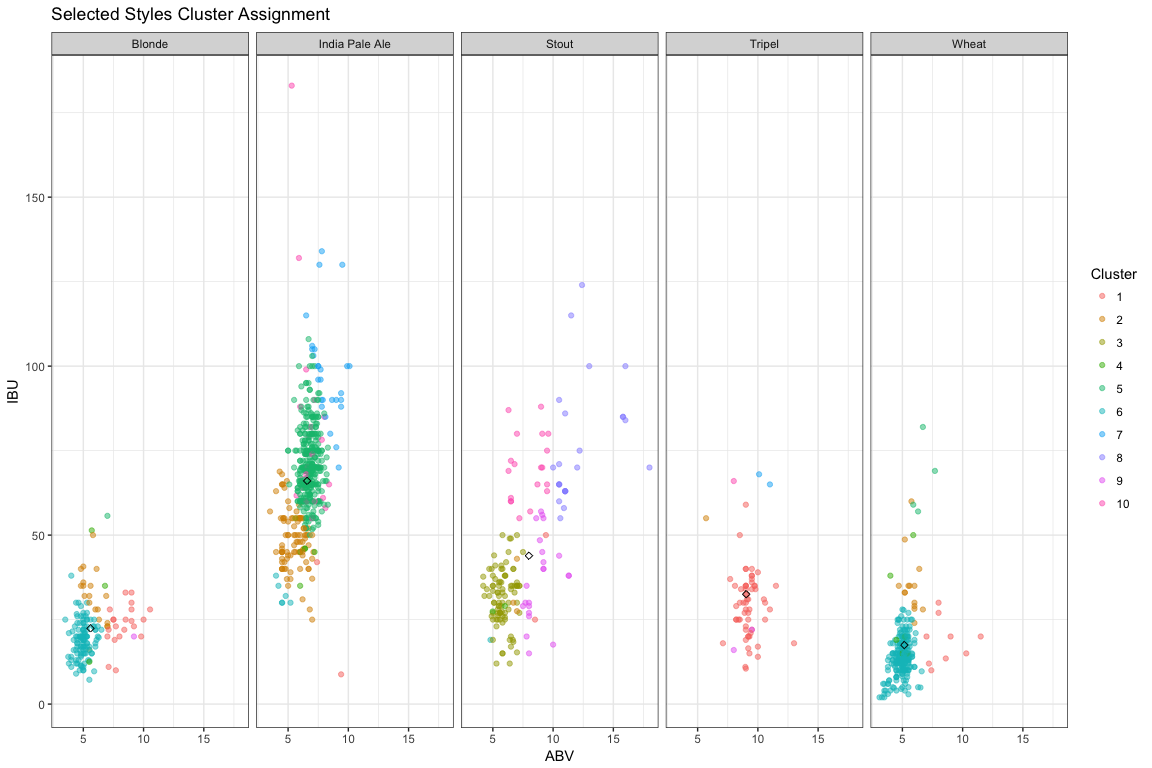 Selected Styles Cluster Assignment
Blonde India Pale Ale Stout Tripel Wheat
150
100
50
0
IBU
5 10 15 5 10 15 5 10 15 5 10 15 5 10 15
ABV
Cluster
1
2
3
4
5
6
7
8
9
10